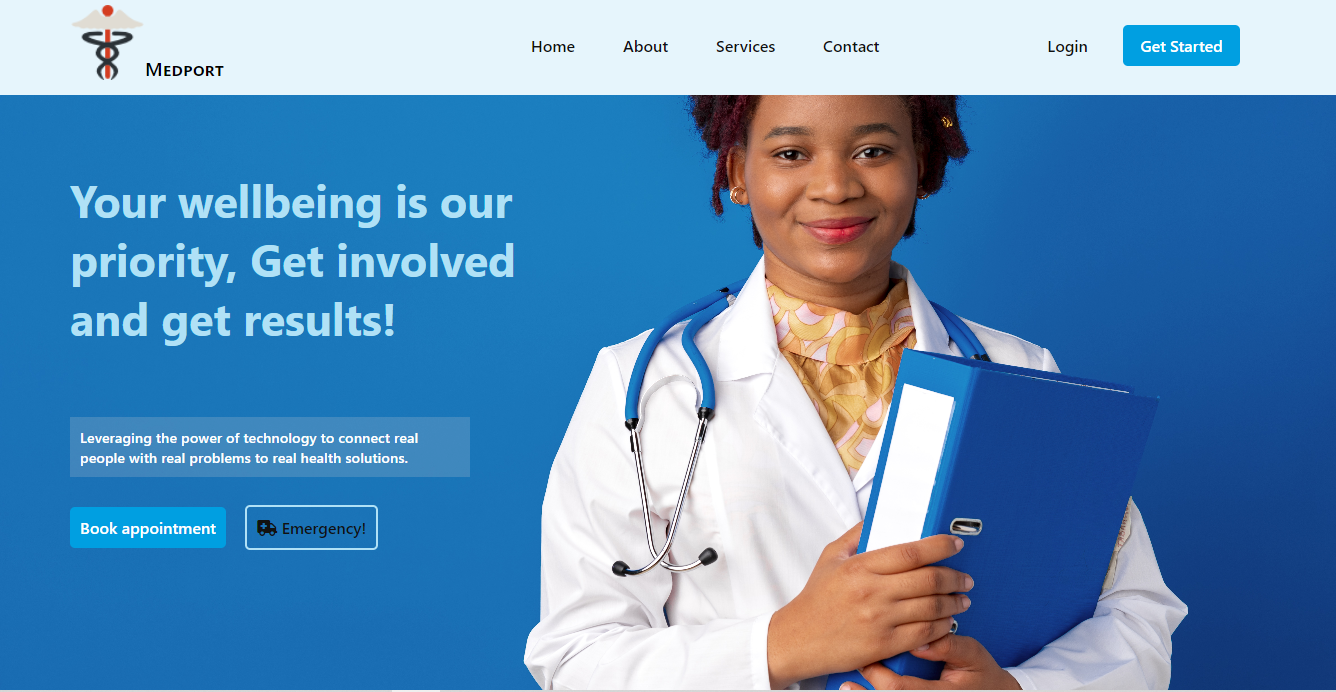 Medport
Home About Services Contact Login Get Started
Your wellbeing is our
priority, Get involved
and get results!
Leveraging the power of technology to connect real
people with real problems to real health solutions.
Book appointment Emergency!